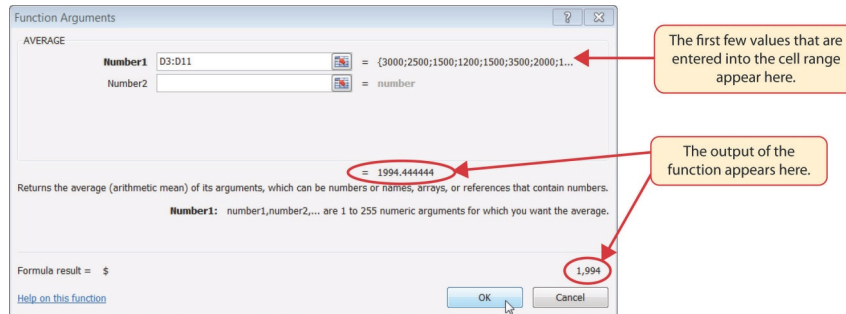 Function Arguments
AVERAGE
Number1 D3:D11 = {3000;2500;1500;1200;1500;3500;2000;1...
Number2 = number
= 1994.444444
Returns the average (arithmetic mean) of its arguments, which can be numbers or names, arrays, or references that contain numbers.
Number1: number1,number2,... are 1 to 255 numeric arguments for which you want the average.
Formula result = $ 1,994
Help on this function
OK
Cancel
The first few values that are
entered into the cell range
appear here.
The output of the
function appears here.